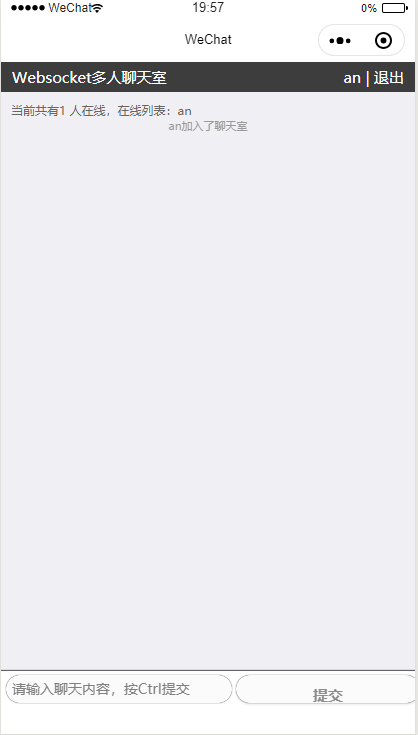 WeChat 19:57 0%
WeChat
Websocket多人聊天室 an | 退出
当前共有1 人在线，在线列表：an
an加入了聊天室
请输入聊天内容，按Ctrl提交 提交